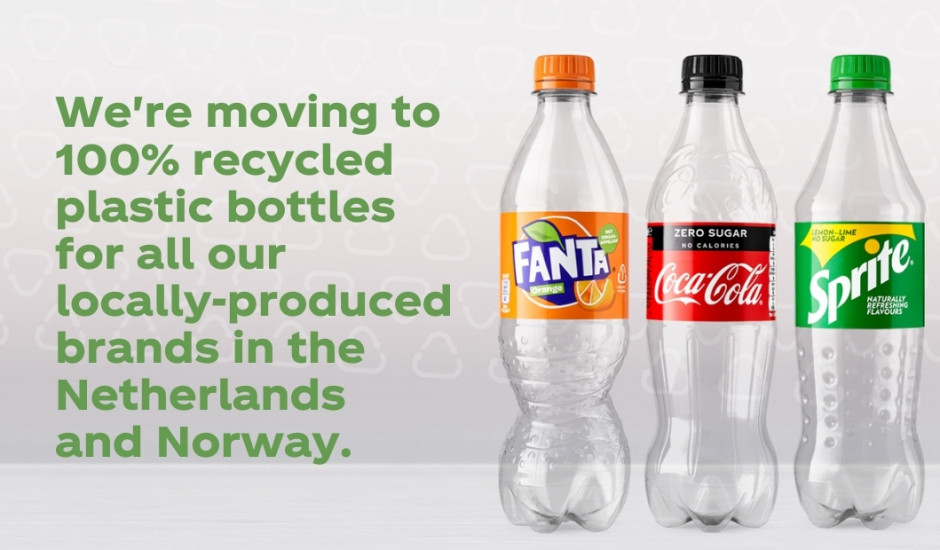 We're moving to
100% recycled
plastic bottles
for all our
locally-produced
brands in the
Netherlands
and Norway.
FANTA
Orange
ZERO SUGAR
NO CALORIES
Coca-Cola
LEMON-LIME
NO SUGAR
Sprite
NATURALLY
REFRESHING
FLAVOURS